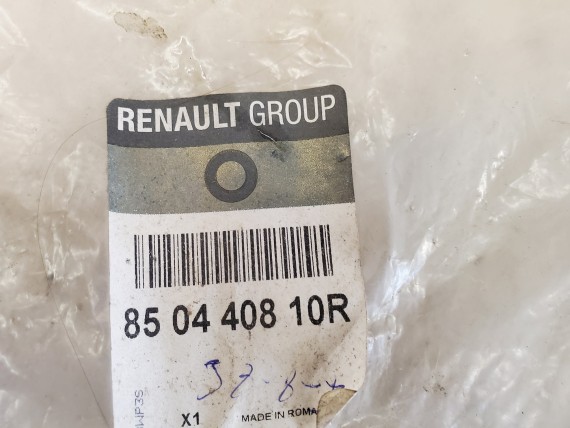 RENAULT GROUP
85 04 408 10R
X1
MADE IN ROMA